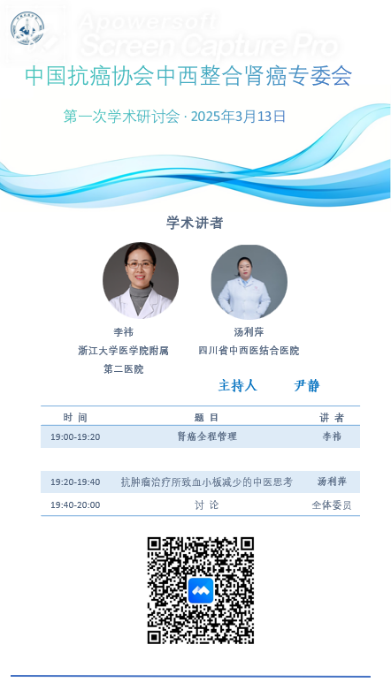 Apowersoft
Screen Capture Pro
中国抗癌协会中西整合肾癌专委会
第一次学术研讨会 · 2025年3月13日
学术讲者
李祎
汤利萍
浙江大学医学院附属
第二医院
四川省中西医结合医院
主持人 尹静
时 间 题 目 讲 者
19:00-19:20 肾癌全程管理 李祎
19:20-19:40 抗肿瘤治疗所致血小板减少的中医思考 汤利萍
19:40-20:00 讨 论 全体委员